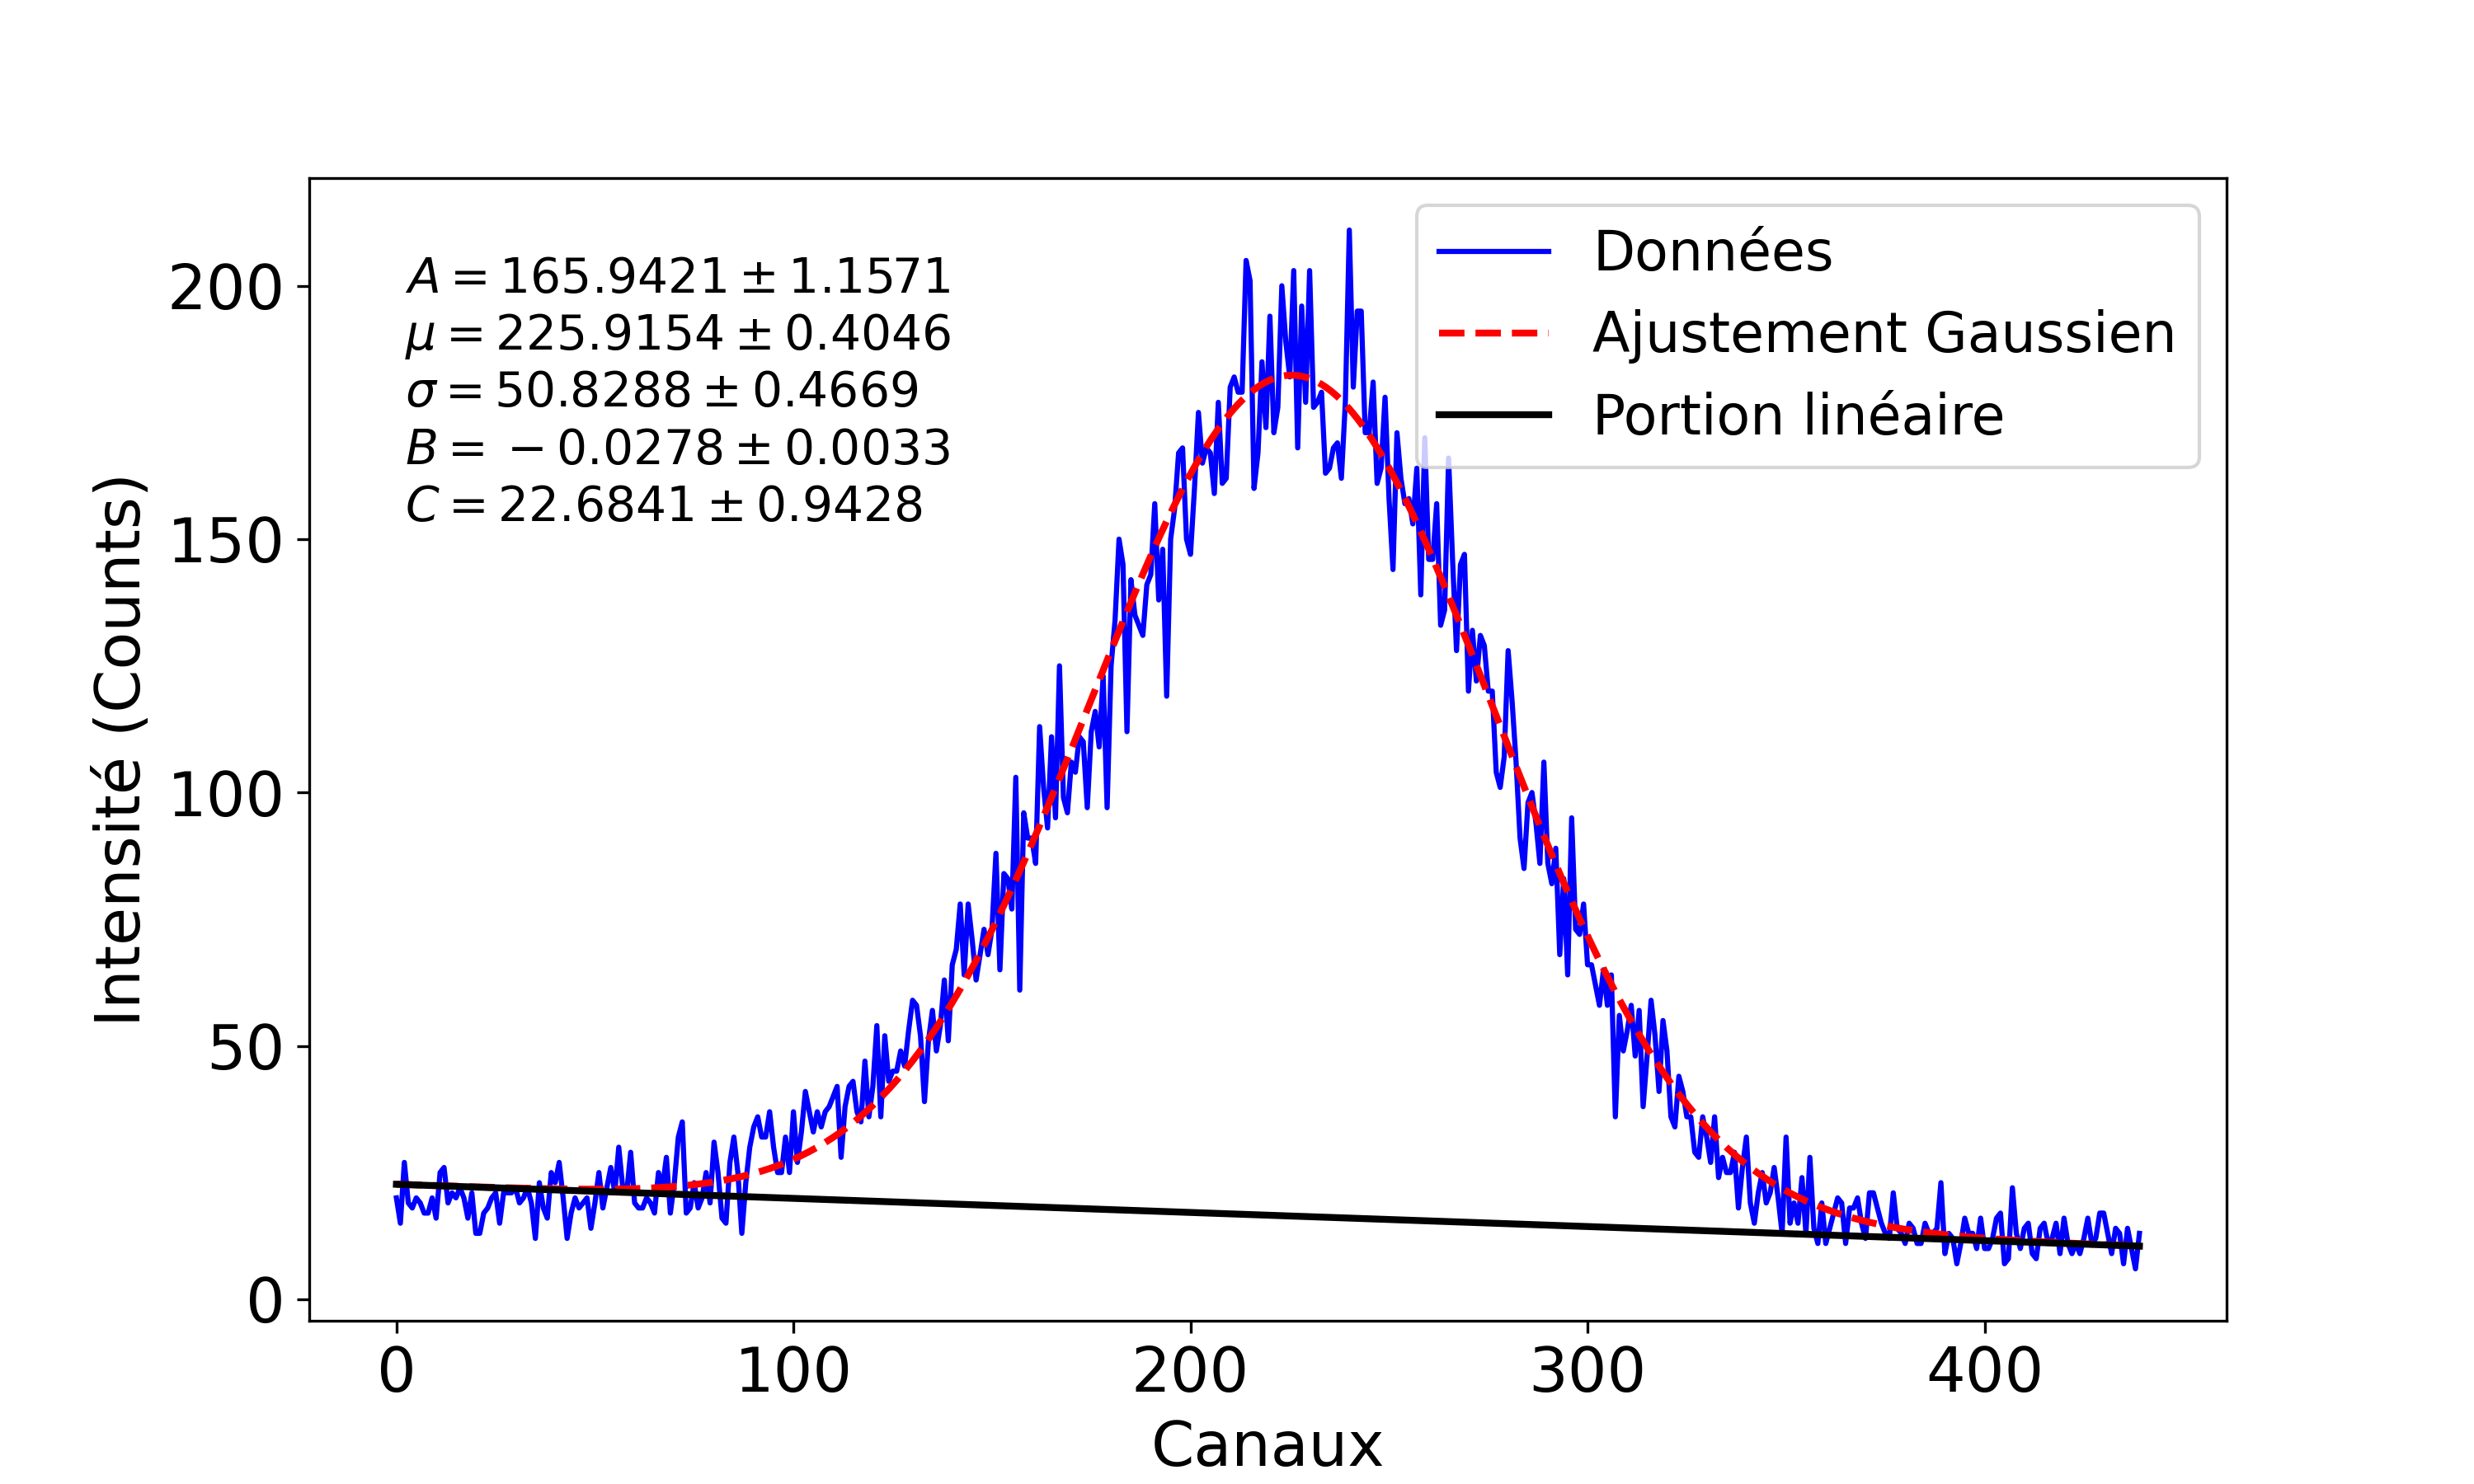 A = 165.9421 ± 1.1571
μ = 225.9154 ± 0.4046
σ = 50.8288 ± 0.4669
B = −0.0278 ± 0.0033
C = 22.6841 ± 0.9428
Données
Ajustement Gaussien
Portion linéaire
Intensité (Counts)
200
150
100
50
0
0 100 200 300 400
Canaux